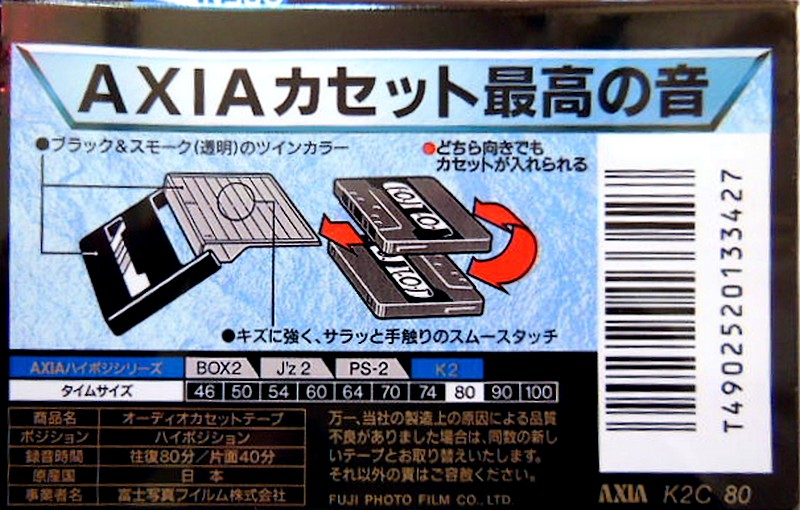 AXIAカセット最高の音
●ブラック&スモーク(透明)のツインカラー
●どちら向きでも
カセットが入れられる
●キズに強く、サラッと手触りのスムースタッチ
T4902520133427
AXIAハイポジシリーズ BOX2 J'z 2 PS-2 K2
タイムサイズ 46 50 54 60 64 70 74 80 90 100
商品名 オーディオカセットテープ
ポジション ハイポジション
録音時間 往復80分/片面40分
原産国 日本
事業者名 富士写真フイルム株式会社
万一、当社の製造上の原因による品質
不良がありました場合は、同数の新し
いテープとお取り替えいたします。
それ以外の責はご容赦ください。
FUJI PHOTO FILM CO., LTD.
AXIA K2C 80